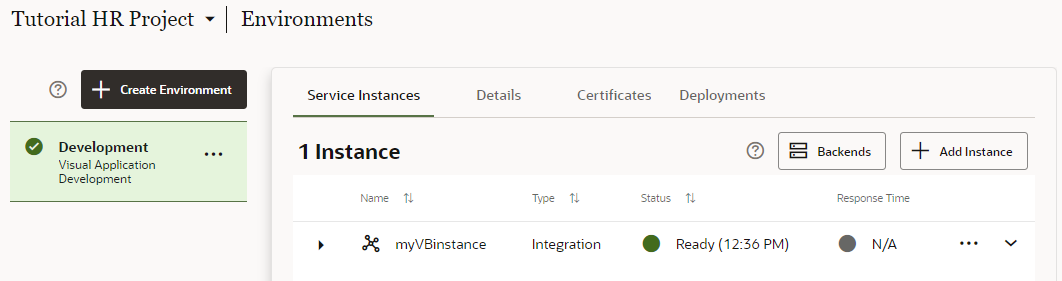 Tutorial HR Project Environments
Create Environment
Development
Visual Application
Development
Service Instances Details Certificates Deployments
1 Instance
Backends
Add Instance
Name Type Status Response Time
myVBinstance Integration Ready (12:36 PM) N/A